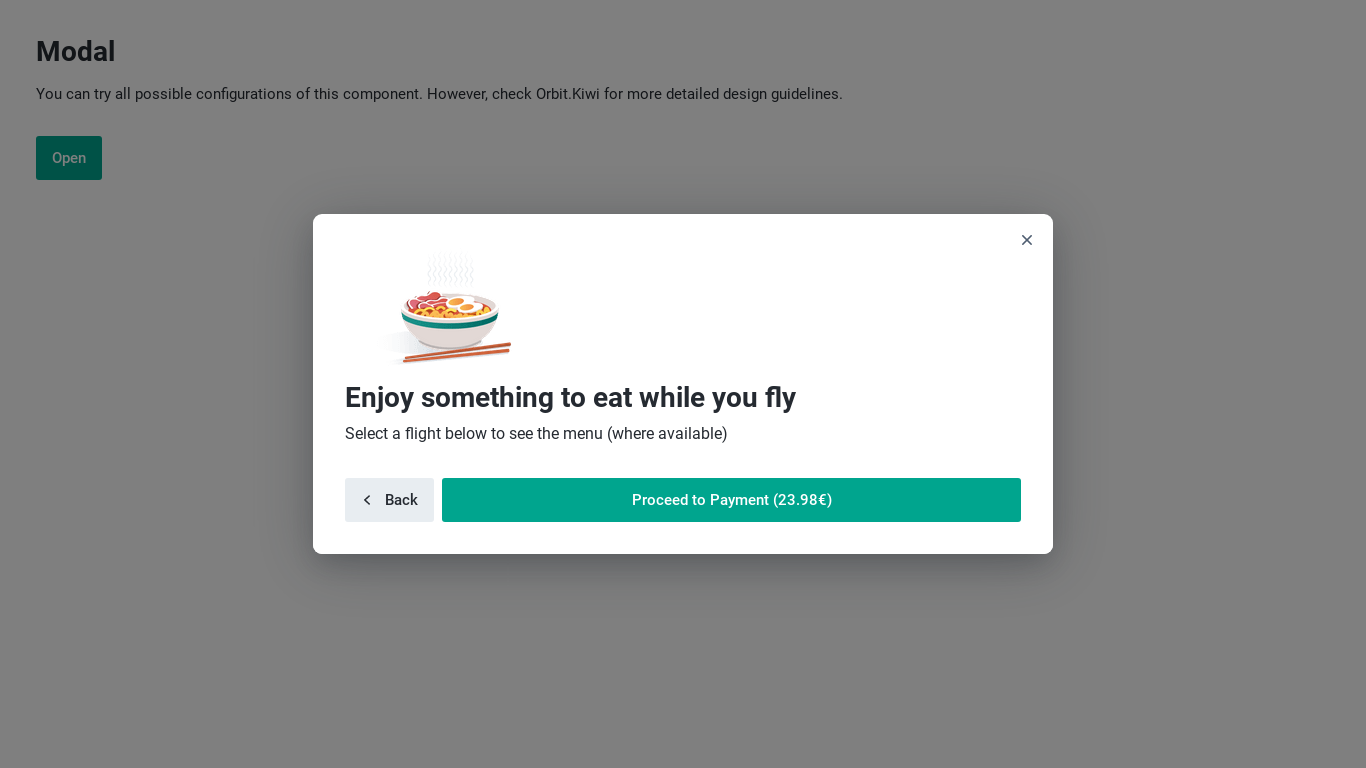 Modal
You can try all possible configurations of this component. However, check Orbit.Kiwi for more detailed design guidelines.
Open
Enjoy something to eat while you fly
Select a flight below to see the menu (where available)
Back
Proceed to Payment (23.98€)